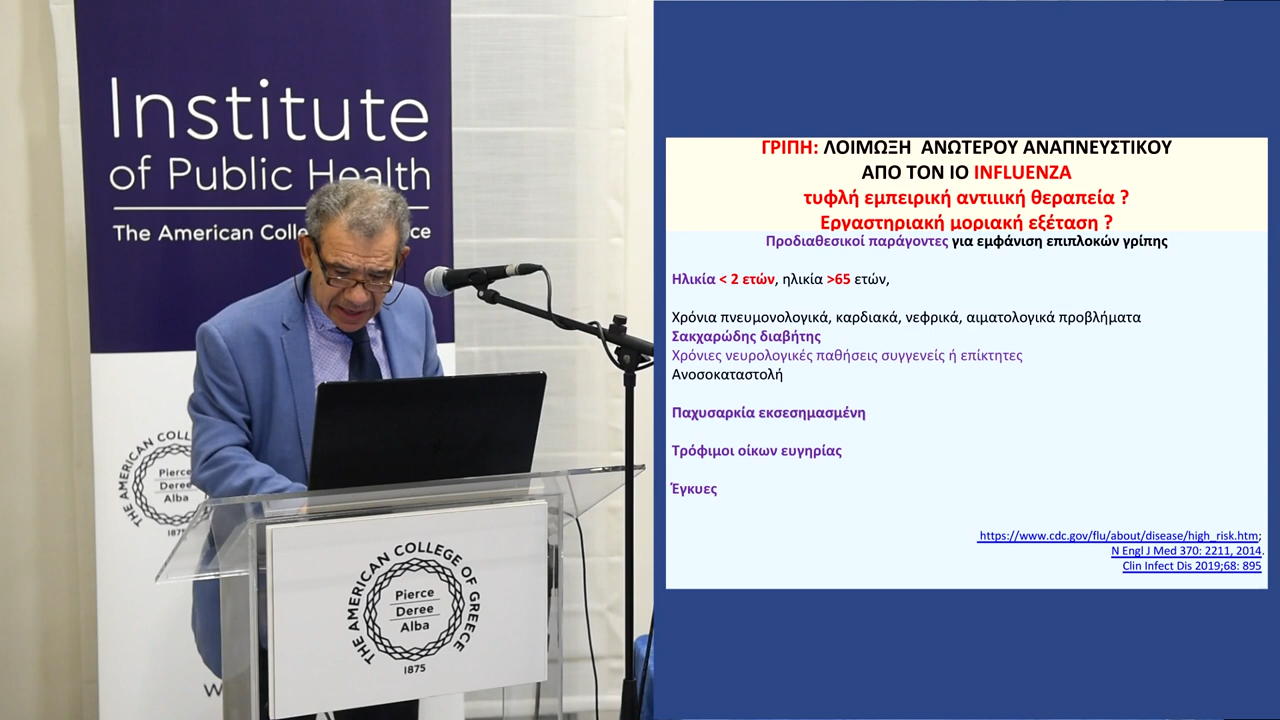 Institute
of Public Health
The American Colle ce
THE AMERICAN COLL
Pierce
Deree
Alba
1875
W
THE AMERICAN COLLEGE OF GREECE
Pierce
Deree
Alba
1875
ΓΡΙΠΗ: ΛΟΙΜΩΞΗ ΑΝΩΤΕΡΟΥ ΑΝΑΠΝΕΥΣΤΙΚΟΥ
ΑΠΟ ΤΟΝ ΙΟ INFLUENZA
τυφλή εμπειρική αντιιική θεραπεία ?
Εργαστηριακή μοριακή εξέταση ?
Προδιαθεσικοί παράγοντες για εμφάνιση επιπλοκών γρίπης
Ηλικία < 2 ετών, ηλικία >65 ετών,
Χρόνια πνευμονολογικά, καρδιακά, νεφρικά, αιματολογικά προβλήματα
Σακχαρώδης διαβήτης
Χρόνιες νευρολογικές παθήσεις συγγενείς ή επίκτητες
Ανοσοκαταστολή
Παχυσαρκία εκσεσημασμένη
Τρόφιμοι οίκων ευγηρίας
Έγκυες
https://www.cdc.gov/flu/about/disease/high_risk.htm;
N Engl J Med 370: 2211, 2014.
Clin Infect Dis 2019;68: 895